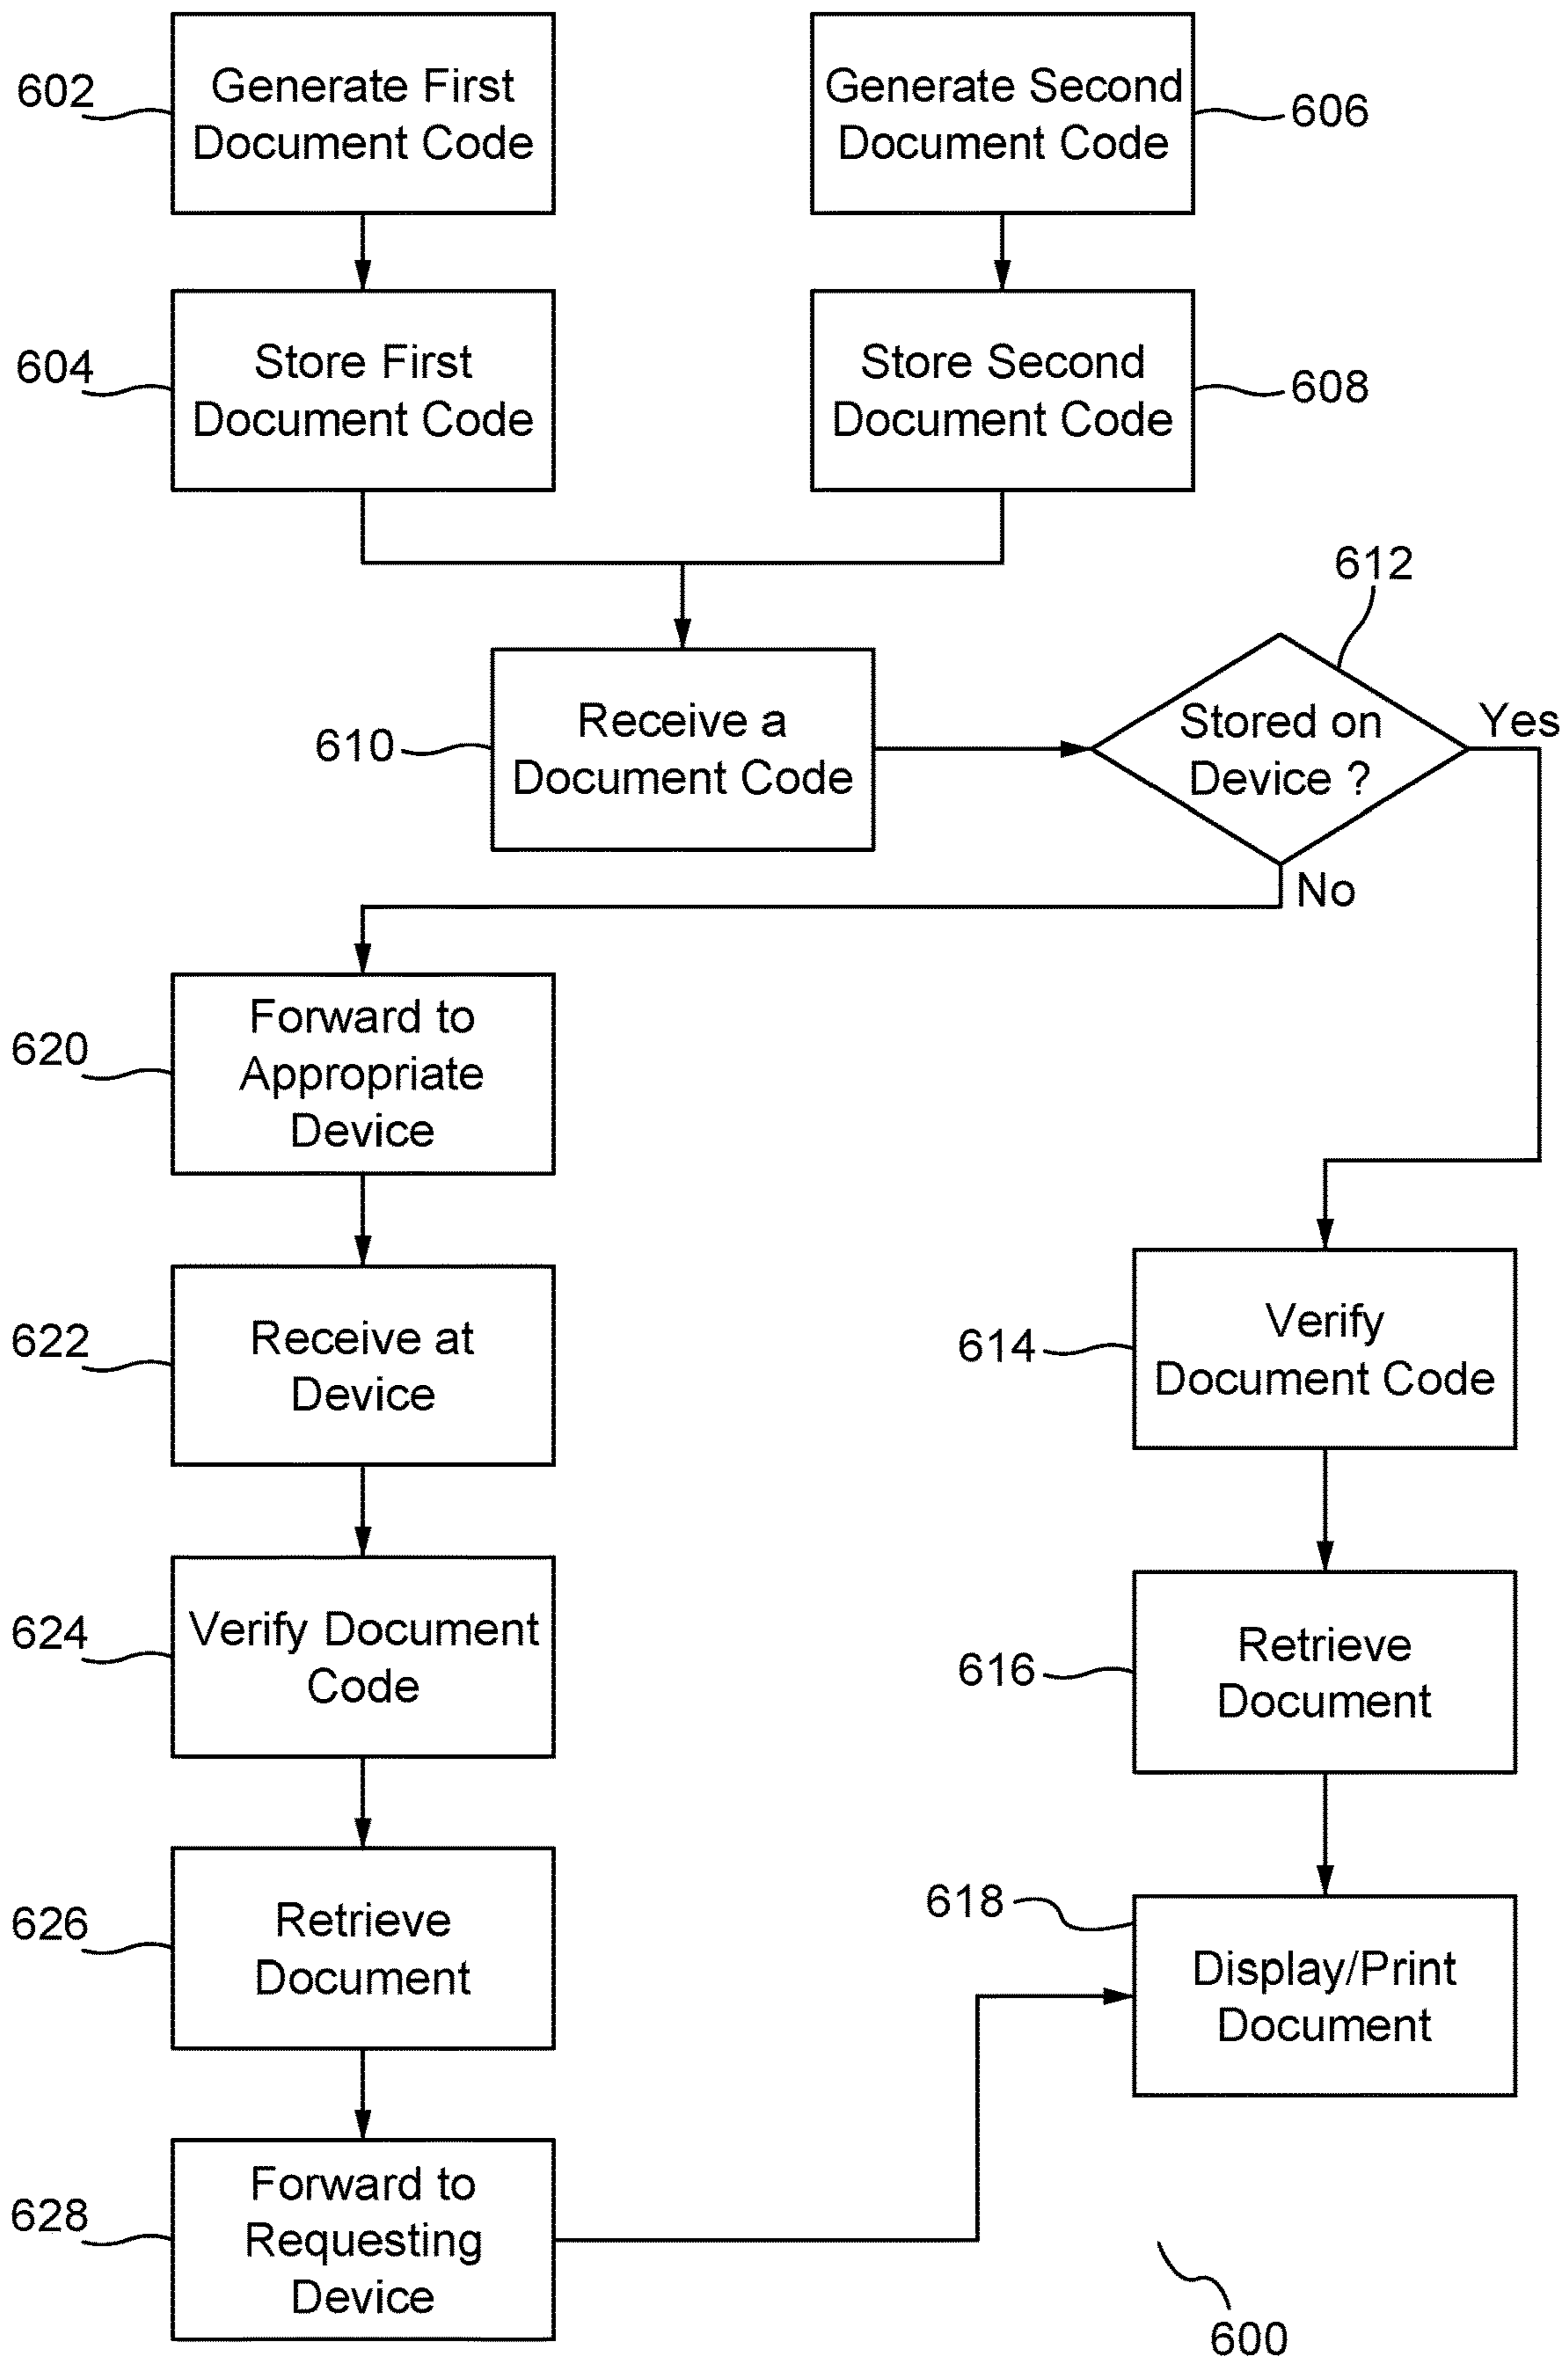 602
Generate First
Document Code
Generate Second
Document Code
606
604
Store First
Document Code
Store Second
Document Code
608
612
610
Receive a
Document Code
Stored on
Device ?
Yes
No
620
Forward to
Appropriate
Device
622
Receive at
Device
614
Verify
Document Code
624
Verify Document
Code
616
Retrieve
Document
626
Retrieve
Document
618
Display/Print
Document
628
Forward to
Requesting
Device
600